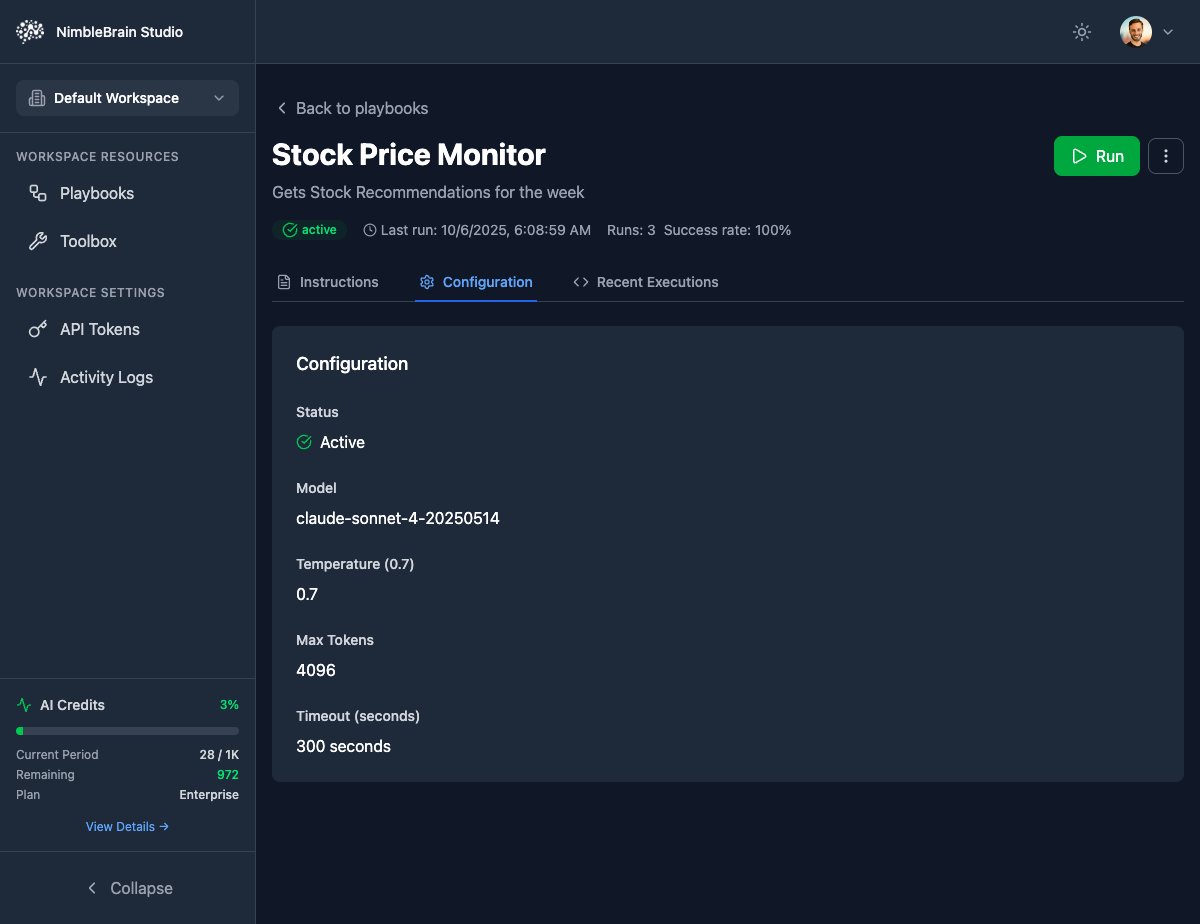 NimbleBrain Studio
Default Workspace
WORKSPACE RESOURCES
Playbooks
Toolbox
WORKSPACE SETTINGS
API Tokens
Activity Logs
AI Credits 3%
Current Period 28 / 1K
Remaining 972
Plan Enterprise
View Details →
Collapse
Back to playbooks
Stock Price Monitor
Run
Gets Stock Recommendations for the week
active Last run: 10/6/2025, 6:08:59 AM Runs: 3 Success rate: 100%
Instructions Configuration Recent Executions
Configuration
Status
Active
Model
claude-sonnet-4-20250514
Temperature (0.7)
0.7
Max Tokens
4096
Timeout (seconds)
300 seconds